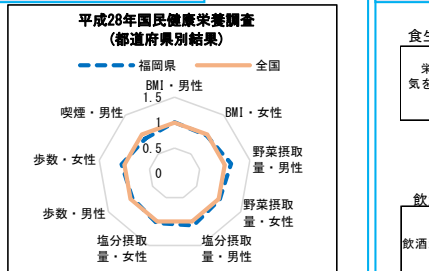 平成28年国民健康栄養調査
(都道府県別結果)
福岡県 全国
BMI・男性
1.5
喫煙・男性
BMI・女性
1
0.5
歩数・女性
野菜摂取
量・男性
0
歩数・男性
野菜摂取
量・女性
塩分摂取
量・女性
塩分摂取
量・男性
食生
栄
気を
飲
飲酒